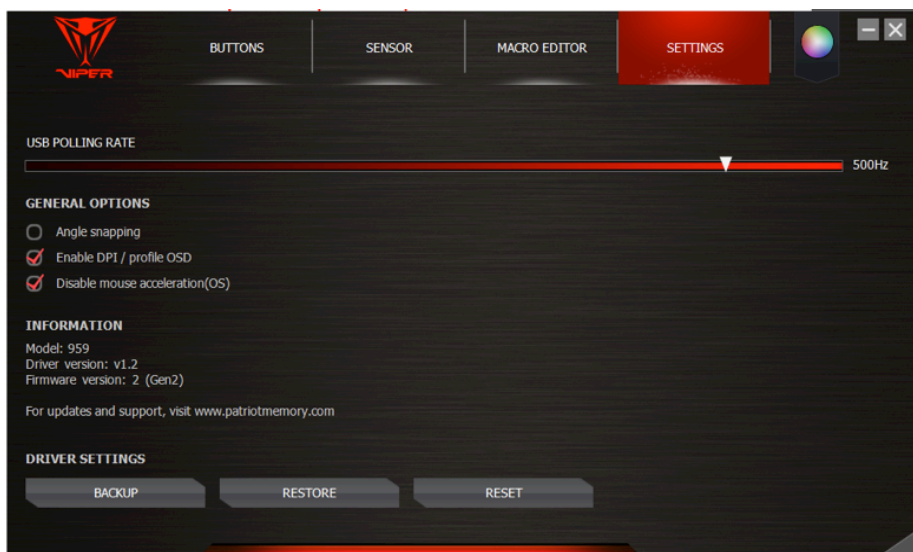 VIPER
BUTTONS
SENSOR
MACRO EDITOR
SETTINGS
USB POLLING RATE
500Hz
GENERAL OPTIONS
Angle snapping
Enable DPI / profile OSD
Disable mouse acceleration(OS)
INFORMATION
Model: 959
Driver version: v1.2
Firmware version: 2 (Gen2)
For updates and support, visit www.patriotmemory.com
DRIVER SETTINGS
BACKUP
RESTORE
RESET